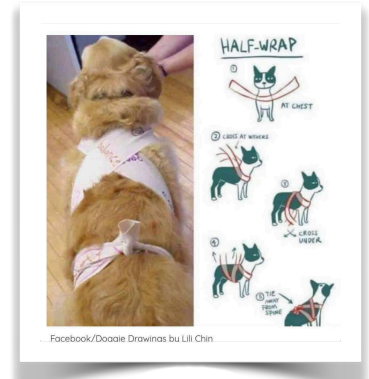 HALF-WRAP
①
AT CHEST
② CROSS AT WITHERS
③
CROSS
UNDER
④
⑤ TIE
AWAY
FROM
SPINE
Facebook/Doggie Drawings by Lili Chin